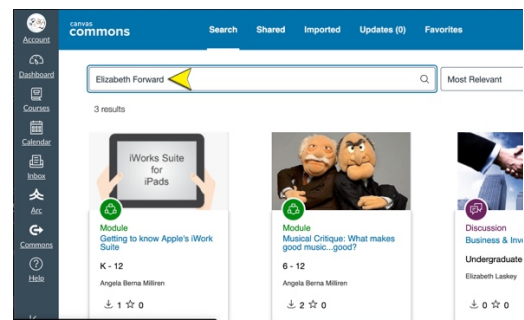 canvas
commons
Search Shared Imported Updates (0) Favorites
Account
Dashboard
Courses
Calendar
Inbox
Arc
Commons
Help
Elizabeth Forward
Most Relevant
3 results
iWorks Suite
for
iPads
Module
Getting to know Apple's iWork
Suite
K - 12
Angela Berna Milliren
1 0
Module
Musical Critique: What makes
good music...good?
6 - 12
Angela Berna Milliren
2 0
Discussion
Business & Inv
Undergraduate
Elizabeth Laskey
0 0